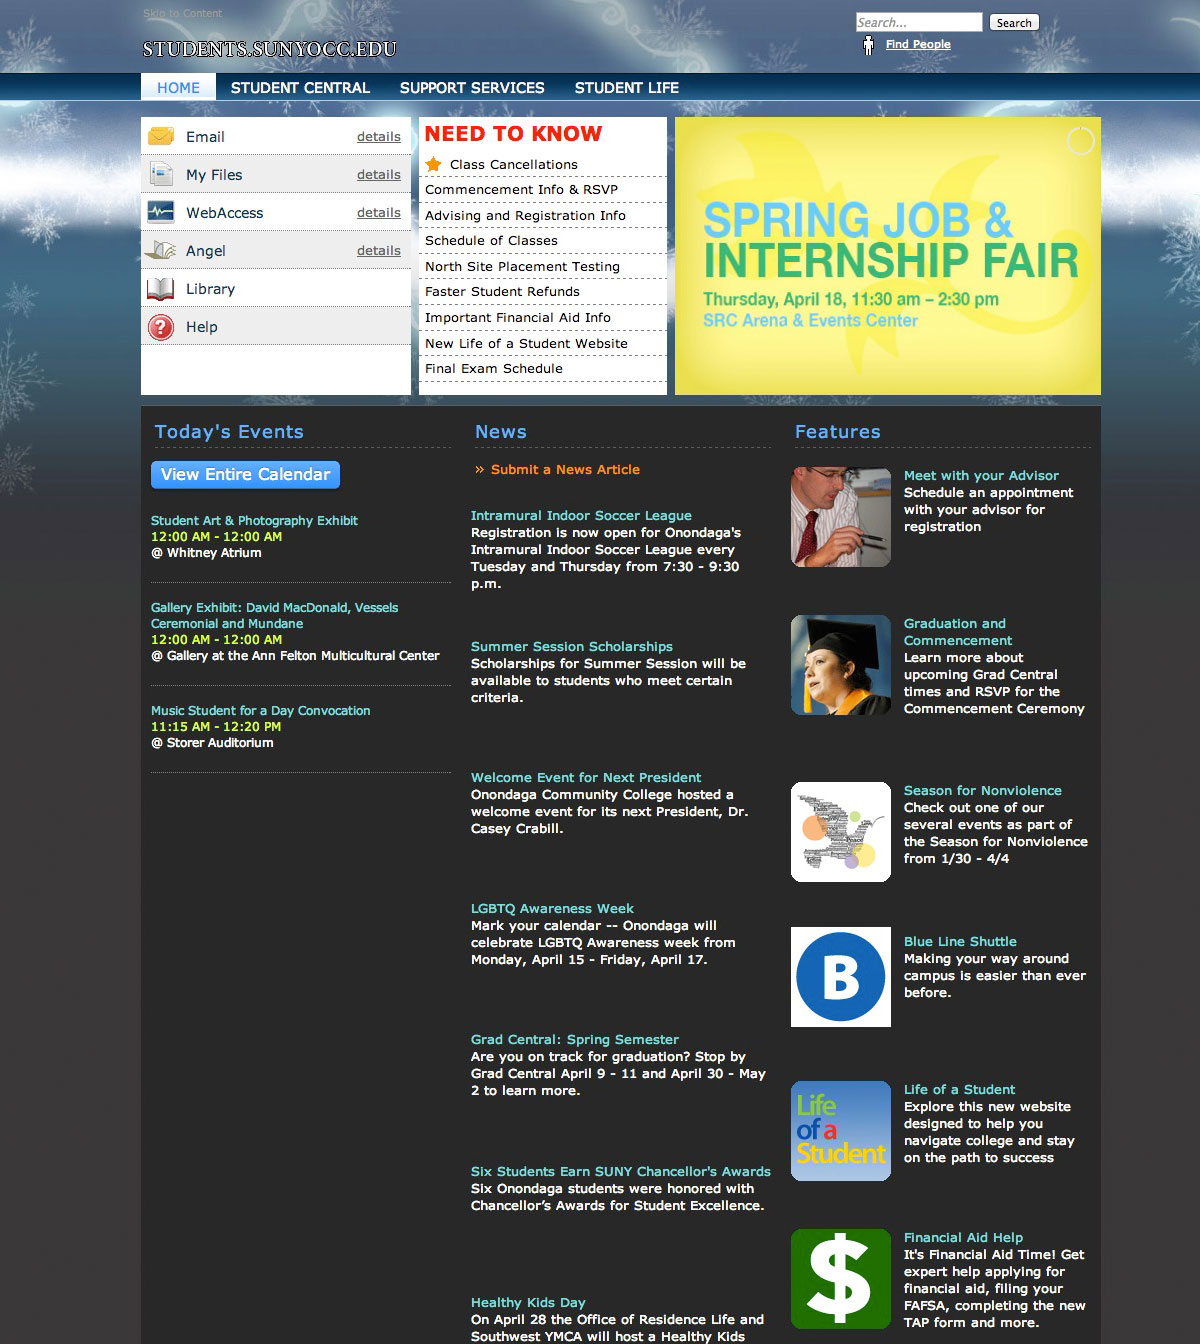 Skip to Content
Search...
Search
STUDENTS.SUNYOCC.EDU
Find People
HOME
STUDENT CENTRAL
SUPPORT SERVICES
STUDENT LIFE
Email
details
My Files
details
WebAccess
details
Angel
details
Library
Help
NEED TO KNOW
Class Cancellations
Commencement Info & RSVP
Advising and Registration Info
Schedule of Classes
North Site Placement Testing
Faster Student Refunds
Important Financial Aid Info
New Life of a Student Website
Final Exam Schedule
SPRING JOB &
INTERNSHIP FAIR
Thursday, April 18, 11:30 am – 2:30 pm
SRC Arena & Events Center
Today's Events
View Entire Calendar
Student Art & Photography Exhibit
12:00 AM - 12:00 AM
@ Whitney Atrium
Gallery Exhibit: David MacDonald, Vessels
Ceremonial and Mundane
12:00 AM - 12:00 AM
@ Gallery at the Ann Felton Multicultural Center
Music Student for a Day Convocation
11:15 AM - 12:20 PM
@ Storer Auditorium
News
» Submit a News Article
Intramural Indoor Soccer League
Registration is now open for Onondaga's
Intramural Indoor Soccer League every
Tuesday and Thursday from 7:30 - 9:30
p.m.
Summer Session Scholarships
Scholarships for Summer Session will be
available to students who meet certain
criteria.
Welcome Event for Next President
Onondaga Community College hosted a
welcome event for its next President, Dr.
Casey Crabill.
LGBTQ Awareness Week
Mark your calendar -- Onondaga will
celebrate LGBTQ Awareness week from
Monday, April 15 - Friday, April 17.
Grad Central: Spring Semester
Are you on track for graduation? Stop by
Grad Central April 9 - 11 and April 30 - May
2 to learn more.
Six Students Earn SUNY Chancellor's Awards
Six Onondaga students were honored with
Chancellor’s Awards for Student Excellence.
Healthy Kids Day
On April 28 the Office of Residence Life and
Southwest YMCA will host a Healthy Kids
Features
Meet with your Advisor
Schedule an appointment
with your advisor for
registration
Graduation and
Commencement
Learn more about
upcoming Grad Central
times and RSVP for the
Commencement Ceremony
Peace
Season for Nonviolence
Check out one of our
several events as part of
the Season for Nonviolence
from 1/30 - 4/4
B
Blue Line Shuttle
Making your way around
campus is easier than ever
before.
Life
of a
Student
Life of a Student
Explore this new website
designed to help you
navigate college and stay
on the path to success
$
Financial Aid Help
It's Financial Aid Time! Get
expert help applying for
financial aid, filing your
FAFSA, completing the new
TAP form and more.